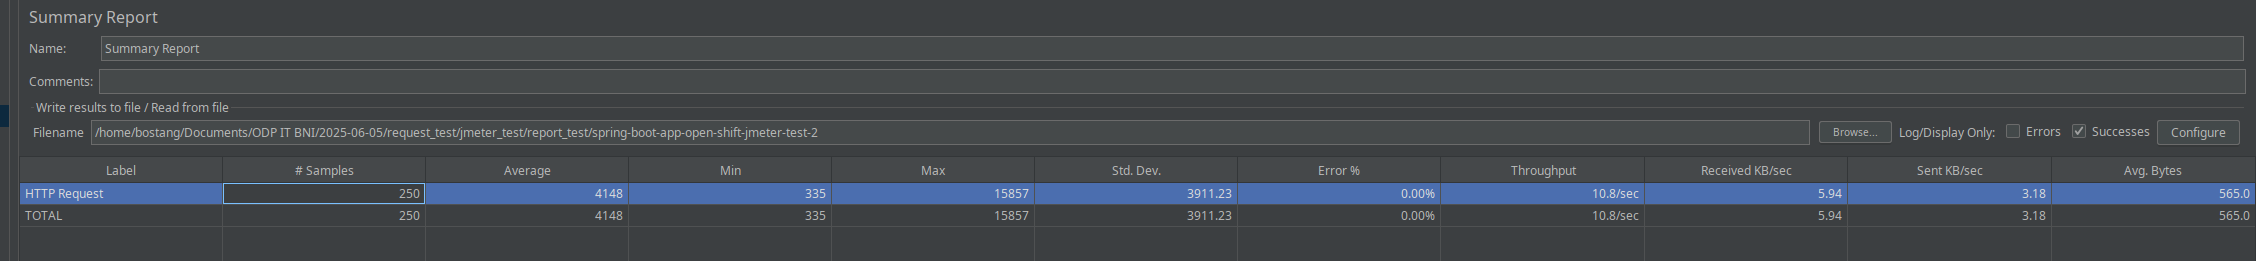 Summary Report
Name: Summary Report
Comments:
Write results to file / Read from file
Filename /home/bostang/Documents/ODP IT BNI/2025-06-05/request_test/jmeter_test/report_test/spring-boot-app-open-shift-jmeter-test-2 Browse... Log/Display Only: Errors Successes Configure
Label # Samples Average Min Max Std. Dev. Error % Throughput Received KB/sec Sent KB/sec Avg. Bytes
HTTP Request 250 4148 335 15857 3911.23 0.00% 10.8/sec 5.94 3.18 565.0
TOTAL 250 4148 335 15857 3911.23 0.00% 10.8/sec 5.94 3.18 565.0